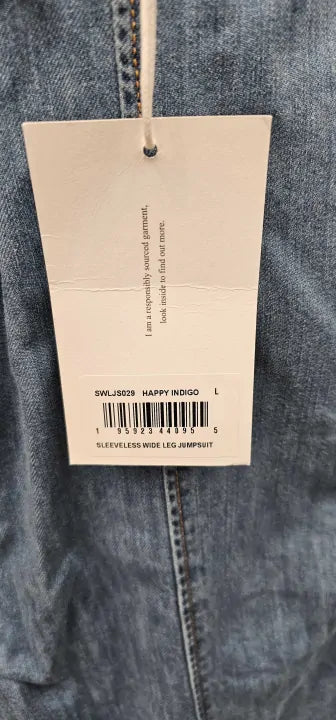 I am a responsibly sourced garment,
look inside to find out more.
SWLJS029 HAPPY INDIGO L
1 95923 44095 5
SLEEVELESS WIDE LEG JUMPSUIT